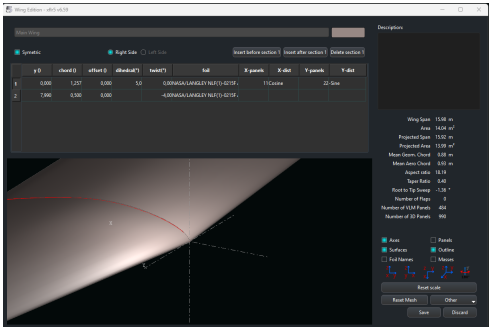 Wing Edition - xflr5 v6.59
Description:
Main Wing
Symetric
Right Side
Left Side
Insert before section 1
Insert after section 1
Delete section 1
y ()
chord ()
offset ()
dihedral(°)
twist(°)
foil
X-panels
X-dist
Y-panels
Y-dist
1 0,000 1,257 0,000 5,0 0,00 NASA/LANGLEY NLF(1)-0215F 11 Cosine 22 -Sine
2 7,990 0,500 0,000 -4,00 NASA/LANGLEY NLF(1)-0215F
Wing Span 15.98 m
Area 14.04 m²
Projected Span 15.92 m
Projected Area 13.99 m²
Mean Geom. Chord 0.88 m
Mean Aero Chord 0.93 m
Aspect ratio 18.19
Taper Ratio 0.40
Root to Tip Sweep -1.36 °
Number of Flaps 0
Number of VLM Panels 484
Number of 3D Panels 990
Axes
Panels
Surfaces
Outline
Foil Names
Masses
Reset scale
Reset Mesh
Other
Save
Discard